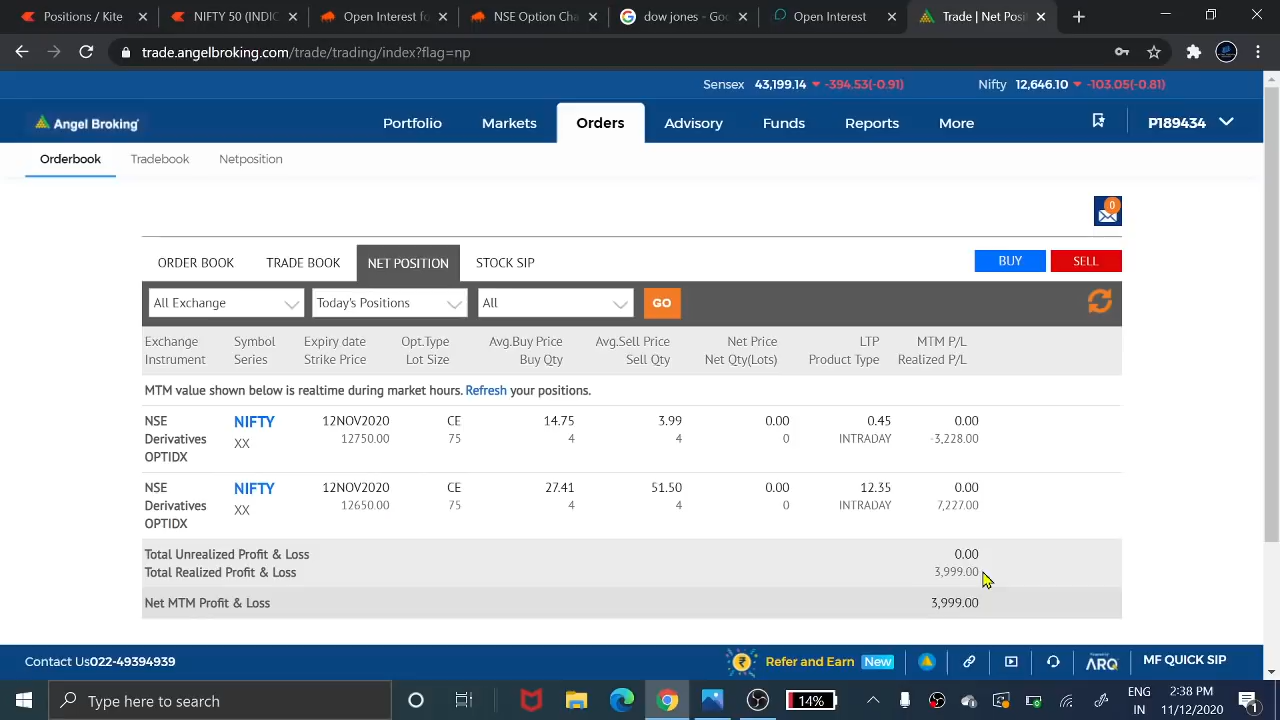 Positions / Kite
NIFTY 50 (INDIC
Open Interest fo
NSE Option Cha
dow jones - Goo
Open Interest
Trade | Net Posi
trade.angelbroking.com/trade/trading/index?flag=np
Sensex 43,199.14 -394.53(-0.91) Nifty 12,646.10 -103.05(-0.81)
Angel Broking
Portfolio Markets Orders Advisory Funds Reports More P189434
Orderbook Tradebook Netposition
0
ORDER BOOK TRADE BOOK NET POSITION STOCK SIP BUY SELL
All Exchange Today's Positions All GO
Exchange Symbol Expiry date Opt.Type Avg.Buy Price Avg.Sell Price Net Price LTP MTM P/L
Instrument Series Strike Price Lot Size Buy Qty Sell Qty Net Qty(Lots) Product Type Realized P/L
MTM value shown below is realtime during market hours. Refresh your positions.
NSE NIFTY 12NOV2020 CE 14.75 3.99 0.00 0.45 0.00
Derivatives XX 12750.00 75 4 4 0 INTRADAY -3,228.00
OPTIDX
NSE NIFTY 12NOV2020 CE 27.41 51.50 0.00 12.35 0.00
Derivatives XX 12650.00 75 4 4 0 INTRADAY 7,227.00
OPTIDX
Total Unrealized Profit & Loss 0.00
Total Realized Profit & Loss 3,999.00
Net MTM Profit & Loss 3,999.00
Contact Us022-49394939 Refer and Earn New ARQ MF QUICK SIP
Type here to search 14% ENG 2:38 PM
IN 11/12/2020 1